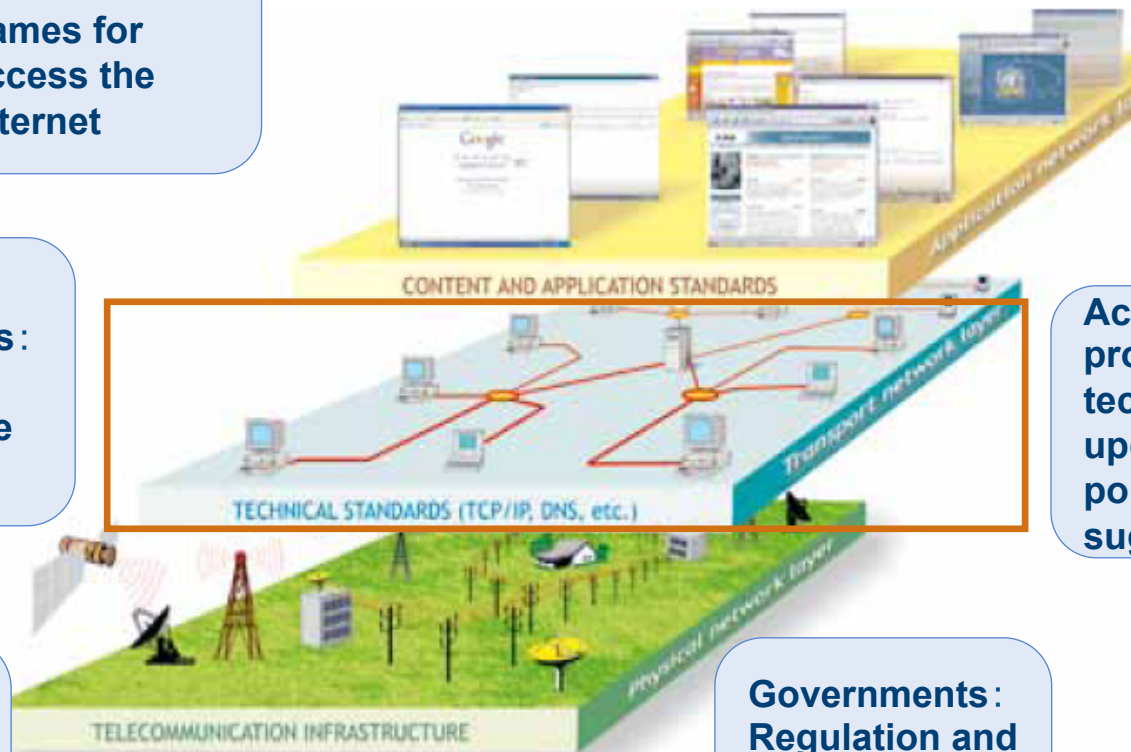 ames for
ccess the
ternet
Google
Application network
CONTENT AND APPLICATION STANDARDS
s:
e
Transport network layer
TECHNICAL STANDARDS (TCP/IP, DNS, etc.)
Ac
pro
tec
up
po
sug
Physical network layer
TELECOMMUNICATION INFRASTRUCTURE
Governments:
Regulation and